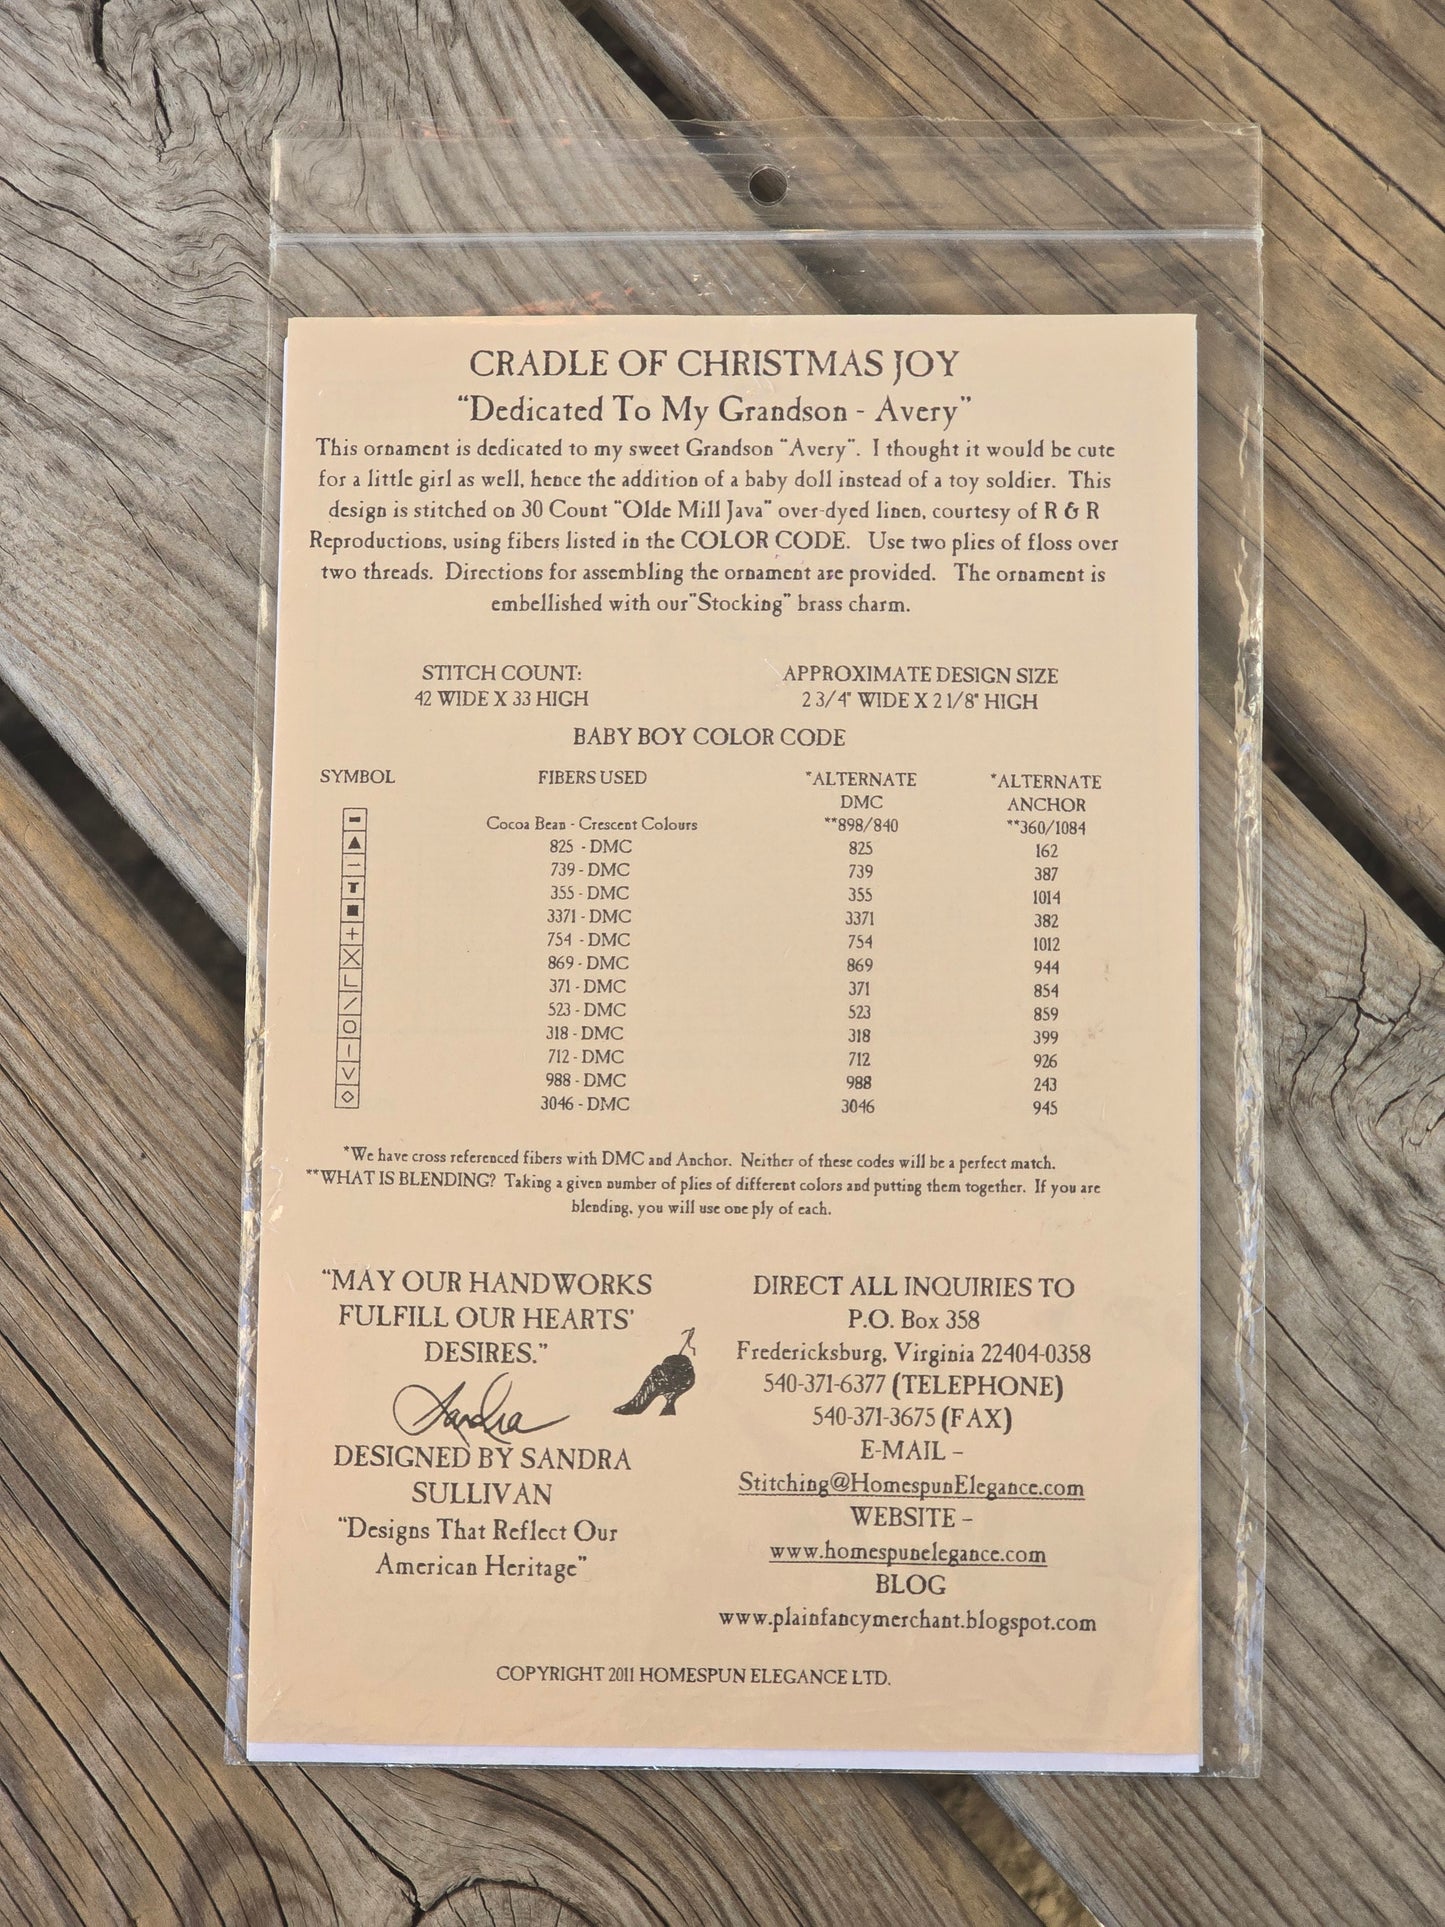 CRADLE OF CHRISTMAS JOY
"Dedicated To My Grandson - Avery"
This ornament is dedicated to my sweet Grandson "Avery". I thought it would be cute
for a little girl as well, hence the addition of a baby doll instead of a toy soldier. This
design is stitched on 30 Count "Olde Mill Java" over-dyed linen, courtesy of R & R
Reproductions, using fibers listed in the COLOR CODE. Use two plies of floss over
two threads. Directions for assembling the ornament are provided. The ornament is
embellished with our"Stocking" brass charm.
STITCH COUNT: APPROXIMATE DESIGN SIZE
42 WIDE X 33 HIGH 2 3/4" WIDE X 2 1/8" HIGH
BABY BOY COLOR CODE
SYMBOL FIBERS USED *ALTERNATE *ALTERNATE
DMC ANCHOR
Cocoa Bean - Crescent Colours **898/840 **360/1084
825 - DMC 825 162
739 - DMC 739 387
355 - DMC 355 1014
3371 - DMC 3371 382
754 - DMC 754 1012
869 - DMC 869 944
371 - DMC 371 854
523 - DMC 523 859
318 - DMC 318 399
712 - DMC 712 926
988 - DMC 988 243
3046 - DMC 3046 945
*We have cross referenced fibers with DMC and Anchor. Neither of these codes will be a perfect match.
**WHAT IS BLENDING? Taking a given number of plies of different colors and putting them together. If you are
blending, you will use one ply of each.
"MAY OUR HANDWORKS
FULFILL OUR HEARTS'
DESIRES."
Sandra
DESIGNED BY SANDRA
SULLIVAN
"Designs That Reflect Our
American Heritage"
DIRECT ALL INQUIRIES TO
P.O. Box 358
Fredericksburg, Virginia 22404-0358
540-371-6377 (TELEPHONE)
540-371-3675 (FAX)
E-MAIL –
Stitching@HomespunElegance.com
WEBSITE –
www.homespunelegance.com
BLOG
www.plainfancymerchant.blogspot.com
COPYRIGHT 2011 HOMESPUN ELEGANCE LTD.